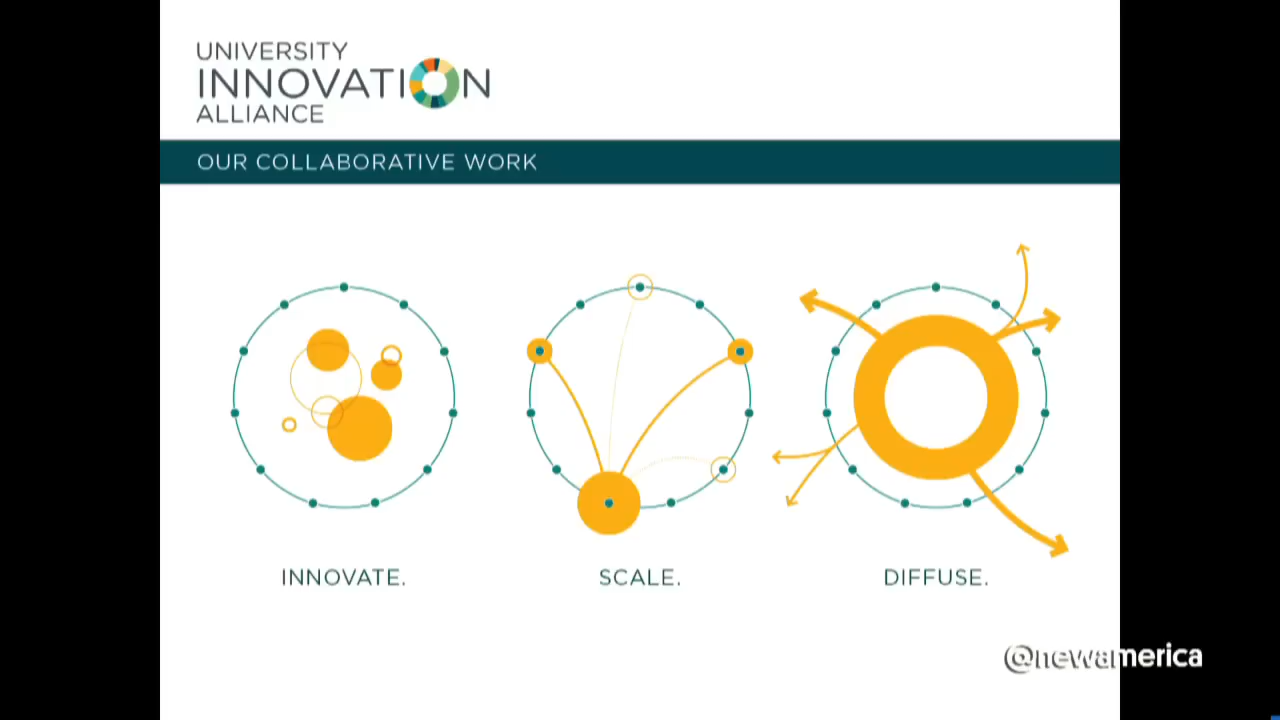 UNIVERSITY
INNOVATION
ALLIANCE
OUR COLLABORATIVE WORK
INNOVATE.
SCALE.
DIFFUSE.
@newamerica